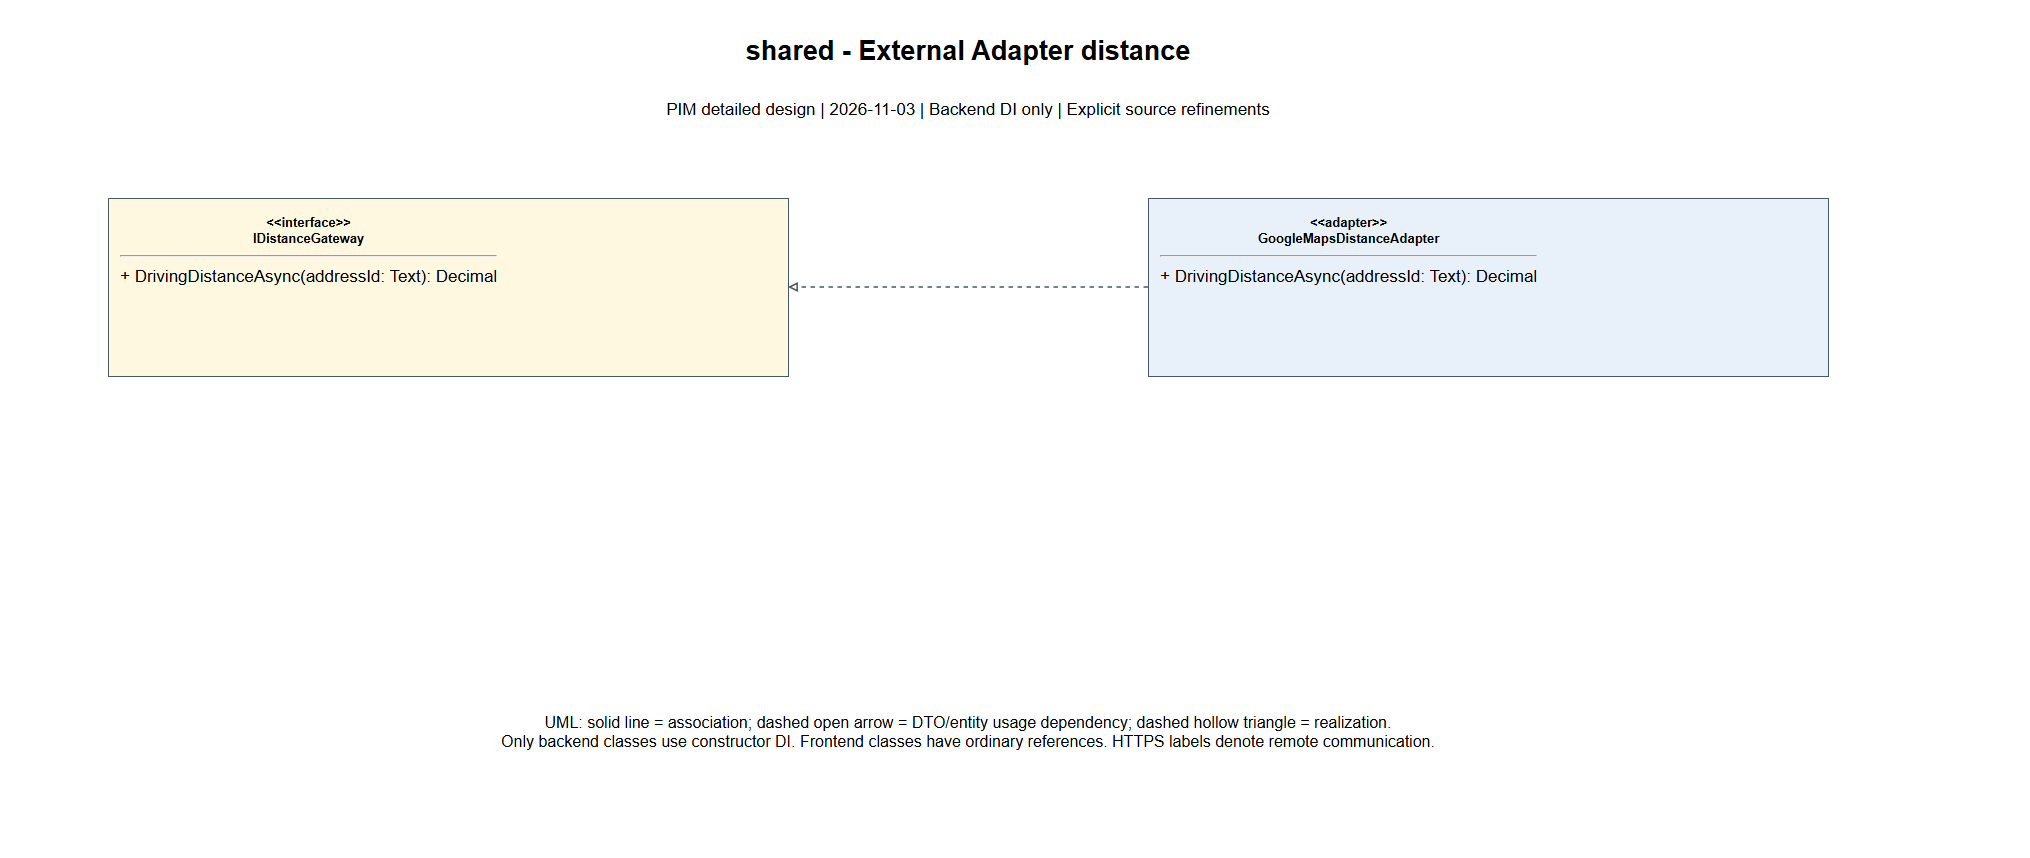 shared - External Adapter distance
PIM detailed design | 2026-11-03 | Backend DI only | Explicit source refinements
<<interface>>
IDistanceGateway
+ DrivingDistanceAsync(addressId: Text): Decimal
<<adapter>>
GoogleMapsDistanceAdapter
+ DrivingDistanceAsync(addressId: Text): Decimal
UML: solid line = association; dashed open arrow = DTO/entity usage dependency; dashed hollow triangle = realization.
Only backend classes use constructor DI. Frontend classes have ordinary references. HTTPS labels denote remote communication.